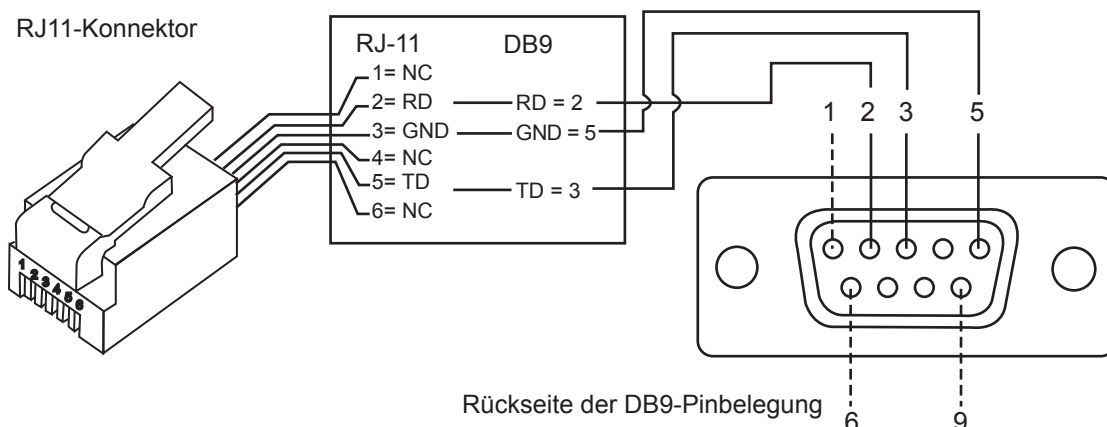 RJ11-Konnektor
RJ-11 DB9
1= NC
2= RD RD = 2
3= GND GND = 5
4= NC
5= TD TD = 3
6= NC
1 2 3 5
1 2 3 4 5 6
Rückseite der DB9-Pinbelegung
6 9